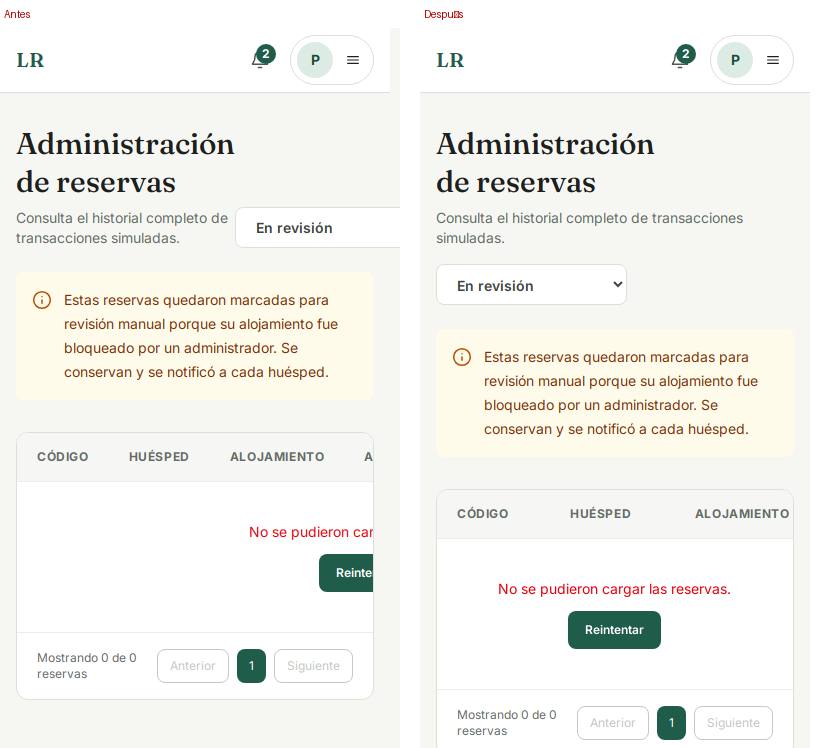 Antes
LR
2
P
Administración
de reservas
Consulta el historial completo de
transacciones simuladas.
En revisión
Estas reservas quedaron marcadas para
revisión manual porque su alojamiento fue
bloqueado por un administrador. Se
conservan y se notificó a cada huésped.
CÓDIGO HUÉSPED ALOJAMIENTO A
No se pudieron car
Reinte
Mostrando 0 de 0
reservas
Anterior 1 Siguiente
LR
2
P
Administración
de reservas
Consulta el historial completo de transacciones
simuladas.
En revisión
Estas reservas quedaron marcadas para
revisión manual porque su alojamiento fue
bloqueado por un administrador. Se
conservan y se notificó a cada huésped.
CÓDIGO HUÉSPED ALOJAMIENTO
No se pudieron cargar las reservas.
Reintentar
Mostrando 0 de 0
reservas
Anterior 1 Siguiente